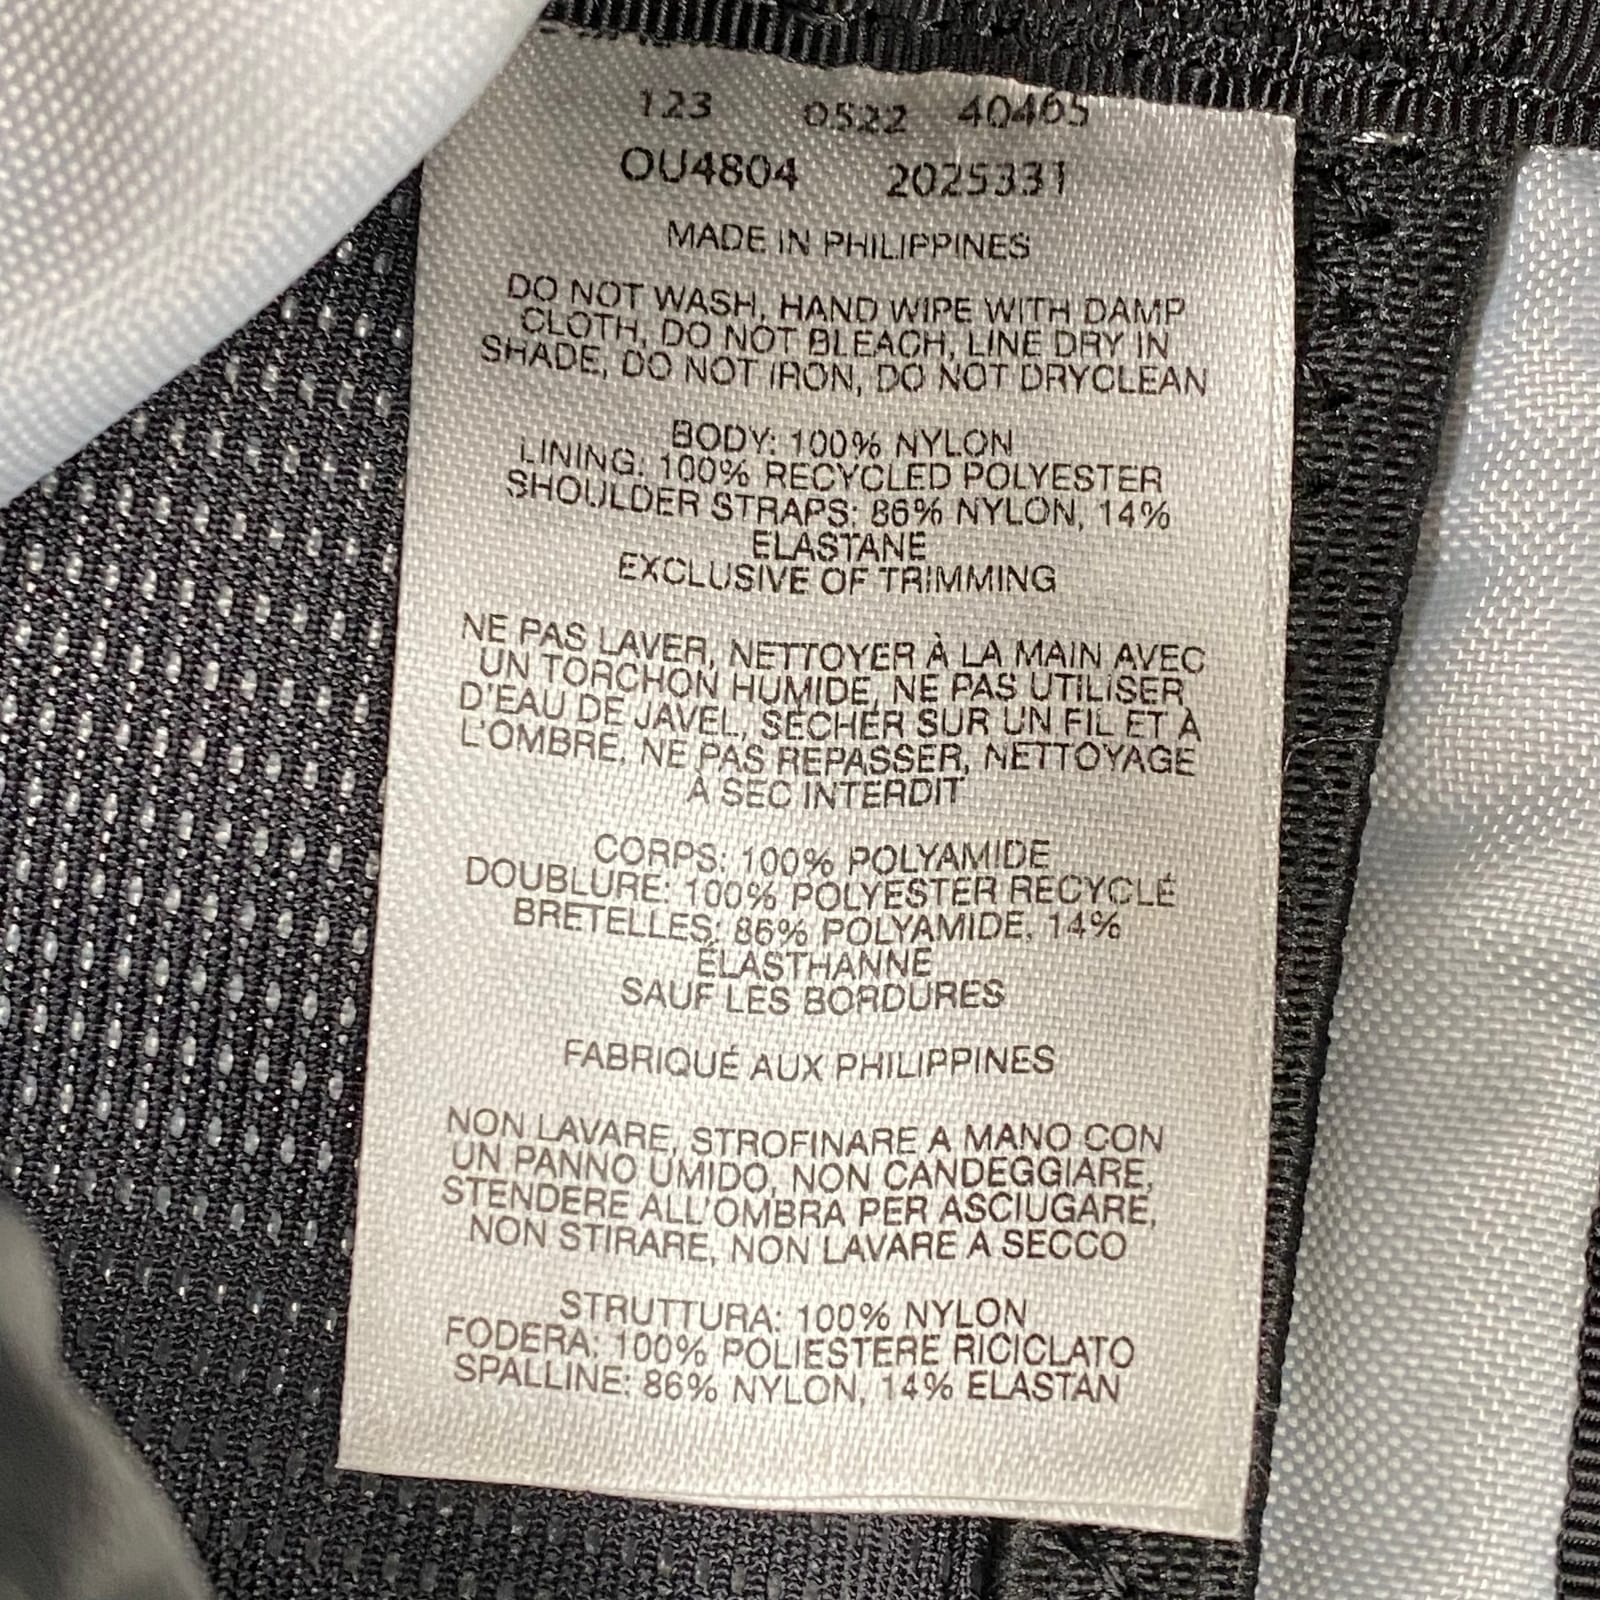 123 0522 40465
OU4804 2025331
MADE IN PHILIPPINES
DO NOT WASH, HAND WIPE WITH DAMP
CLOTH, DO NOT BLEACH, LINE DRY IN
SHADE, DO NOT IRON, DO NOT DRYCLEAN
BODY: 100% NYLON
LINING: 100% RECYCLED POLYESTER
SHOULDER STRAPS: 86% NYLON, 14%
ELASTANE
EXCLUSIVE OF TRIMMING
NE PAS LAVER, NETTOYER À LA MAIN AVEC
UN TORCHON HUMIDE, NE PAS UTILISER
D'EAU DE JAVEL, SÉCHER SUR UN FIL ET À
L'OMBRE, NE PAS REPASSER, NETTOYAGE
À SEC INTERDIT
CORPS: 100% POLYAMIDE
DOUBLURE: 100% POLYESTER RECYCLÉ
BRETELLES: 86% POLYAMIDE, 14%
ÉLASTHANNE
SAUF LES BORDURES
FABRIQUÉ AUX PHILIPPINES
NON LAVARE, STROFINARE A MANO CON
UN PANNO UMIDO, NON CANDEGGIARE,
STENDERE ALL'OMBRA PER ASCIUGARE,
NON STIRARE, NON LAVARE A SECCO
STRUTTURA: 100% NYLON
FODERA: 100% POLIESTERE RICICLATO
SPALLINE: 86% NYLON, 14% ELASTAN